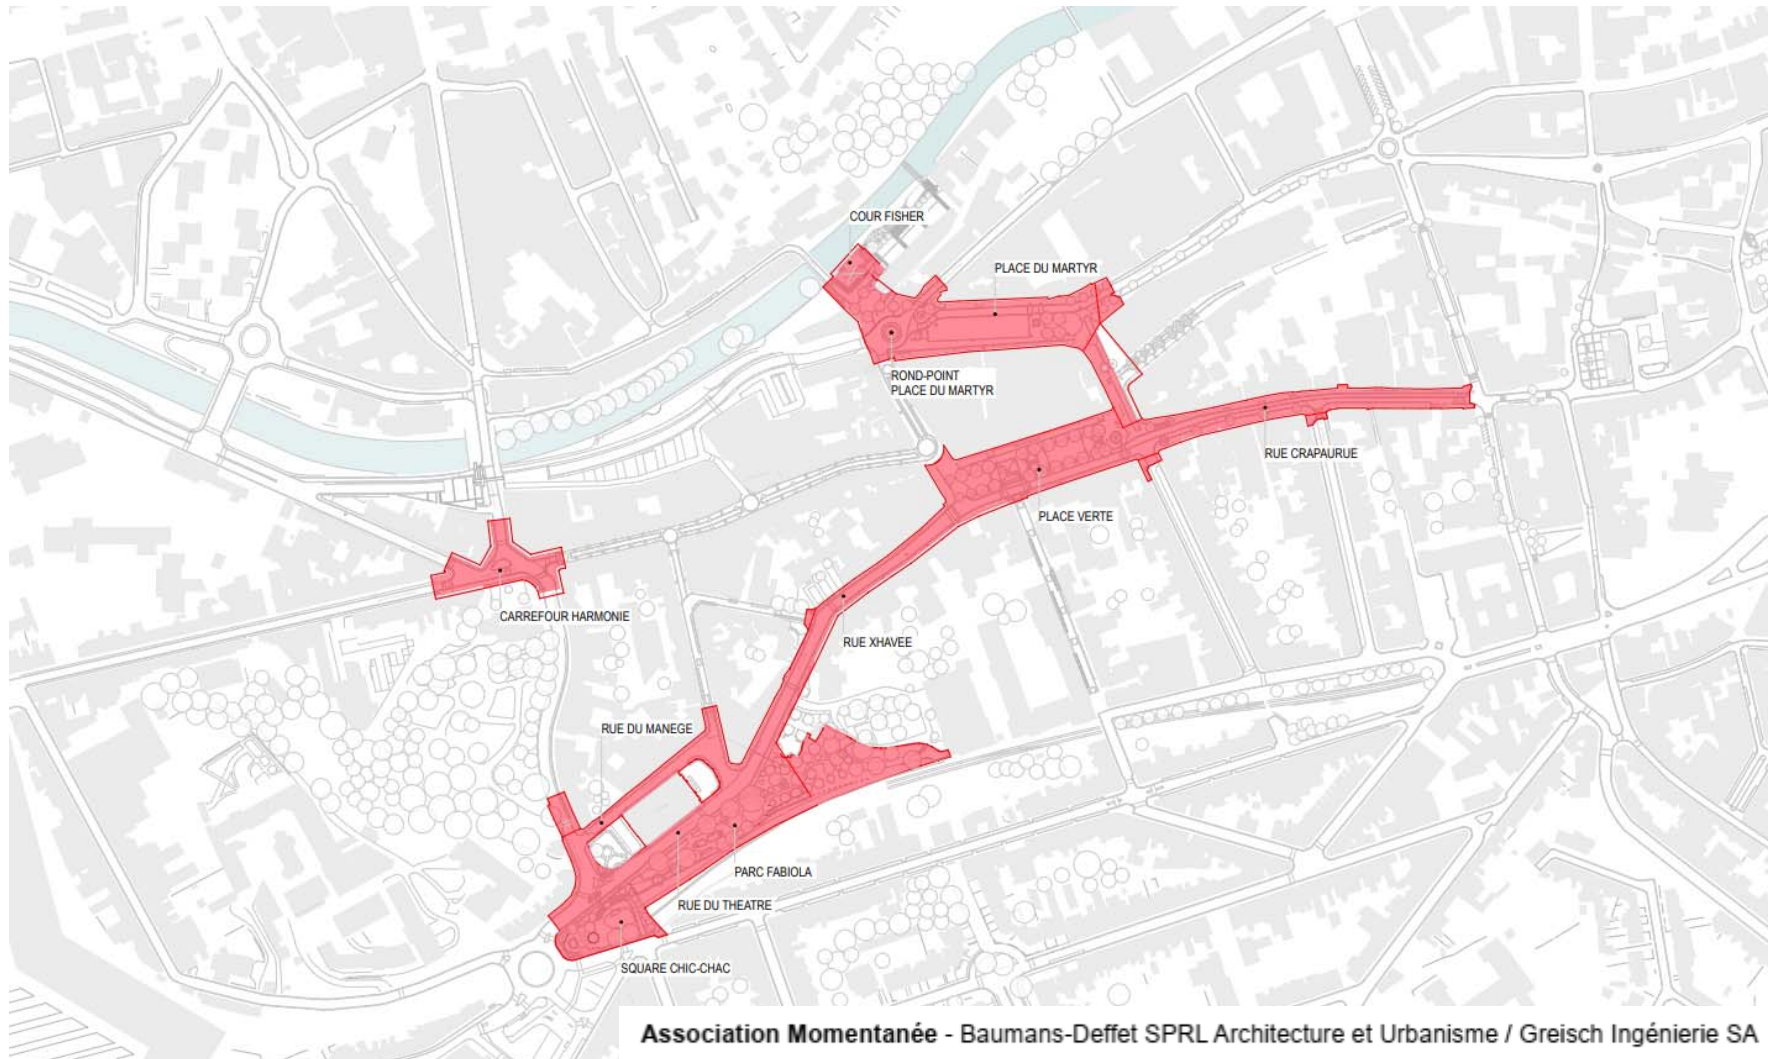 COUR FISHER
PLACE DU MARTYR
ROND-POINT
PLACE DU MARTYR
RUE CRAPAURUE
PLACE VERTE
CARREFOUR HARMONIE
RUE XHAVEE
RUE DU MANEGE
PARC FABIOLA
RUE DU THEATRE
SQUARE CHIC-CHAC
Association Momentanée - Baumans-Deffet SPRL Architecture et Urbanisme / Greisch Ingénierie SA